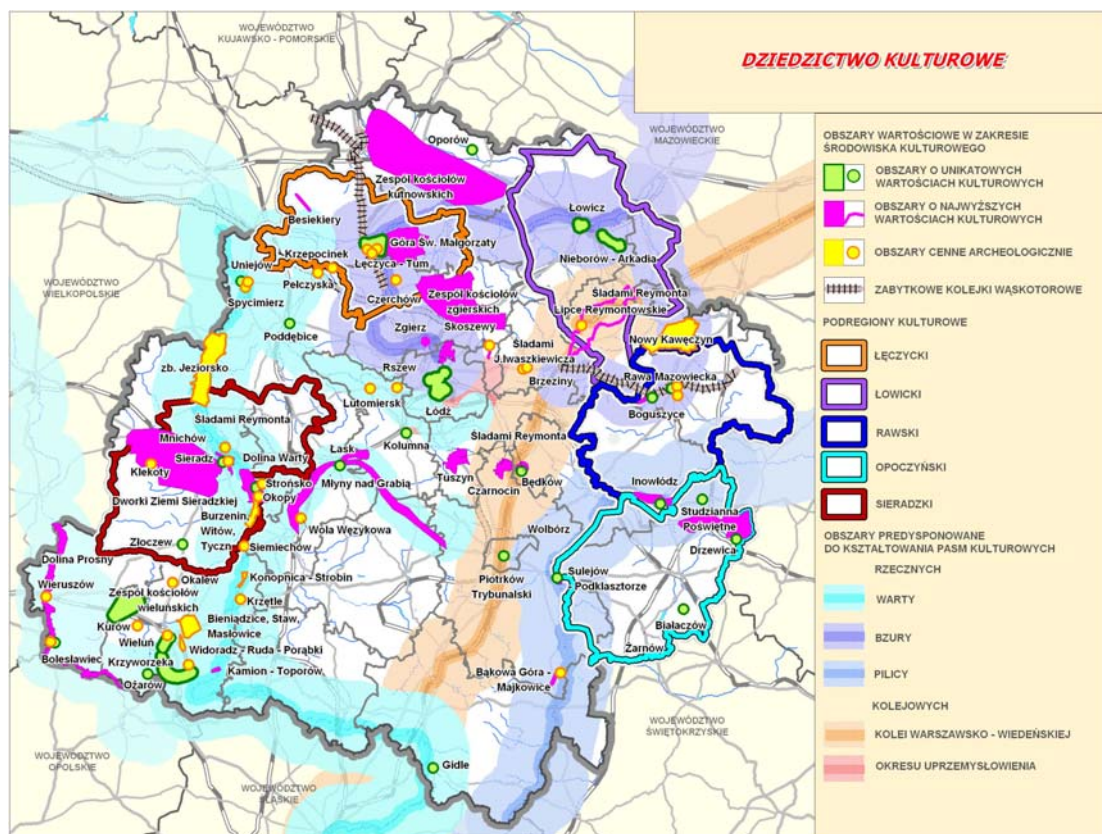 DZIEDZICTWO KULTUROWE
OBSZARY WARTOŚCIOWE W ZAKRESIE
ŚRODOWISKA KULTUROWEGO
OBSZARY O UNIKATOWYCH
WARTOŚCIACH KULTUROWYCH
OBSZARY O NAJWYŻSZYCH
WARTOŚCIACH KULTUROWYCH
OBSZARY CENNE ARCHEOLOGICZNIE
ZABYTKOWE KOLEJKI WĄSKOTOROWE
PODREGIONY KULTUROWE
ŁĘCZYCKI
LOWICKI
RAWSKI
OPOCZYŃSKI
SIERADZKI
OBSZARY PREDYSPONOWANE
DO KSZTAŁTOWANIA PASM KULTUROWYCH
RZECZNYCH
WARTY
BZURY
PILICY
KOLEJOWYCH
KOLEI WARSZAWSKO - WIEDEŃSKIEJ
OKRESU UPRZEMYSŁOWIENIA
WOJEWÓDZTWO
KUJAWSKO - POMORSKIE
WOJEWÓDZTWO
MAZOWIECKIE
WOJEWÓDZTWO
WIELKOPOLSKIE
WOJEWÓDZTWO
OPOLSKIE
WOJEWÓDZTWO
ŚLĄSKIE
WOJEWÓDZTWO
ŚWIĘTOKRZYSKIE
Oporów
Zespół kościołów
kutnowskich
Besiekiery
Łowicz
Góra Św. Małgorzaty
Krzepocinek
Nieborów - Arkadia
Uniejów
Łęczyca - Tum
Pełczyska
Spycimierz
Czerchów
Zespół kościołów
zgierskich
Śladami Reymonta
Lipce Reymontowskie
Poddębice
Zgierz
Skoszewy
Nowy Kawęczyn
Śladami
J.Iwaszkiewicza
zb. Jeziorsko
Rszew
Brzeziny
Rawa Mazowiecka
Lutomiersk
Łódź
Boguszyce
Śladami Reymonta
Kolumna
Śladami Reymonta
Mnichów
Sieradz
Dolina Warty
Łask
Klekoty
Tuszyn
Czarnocin
Będków
Strońsko
Młyny nad Grabią
Inowłódz
Dworki Ziemi Sieradzkiej
Okopy
Studzianna
Poświętne
Burzenin,
Witów,
Tyczn
Wola Wężykowa
Wolbórz
Drzewica
Złoczew
Siemiechów
Dolina Prosny
Okalew
Konopnica - Strobin
Piotrków
Trybunalski
Sulejów
Podklasztorze
Wieruszów
Zespół kościołów
wieluńskich
Krzętle
Białaczów
Kurów
Bieniądzice, Staw,
Masłowice
Wieluń
Widoradz - Ruda - Porąbki
Żarnów
Bolesławiec
Krzyworzeka
Kamion - Toporów
Bąkowa Góra -
Majkowice
Ożarów
Gidle